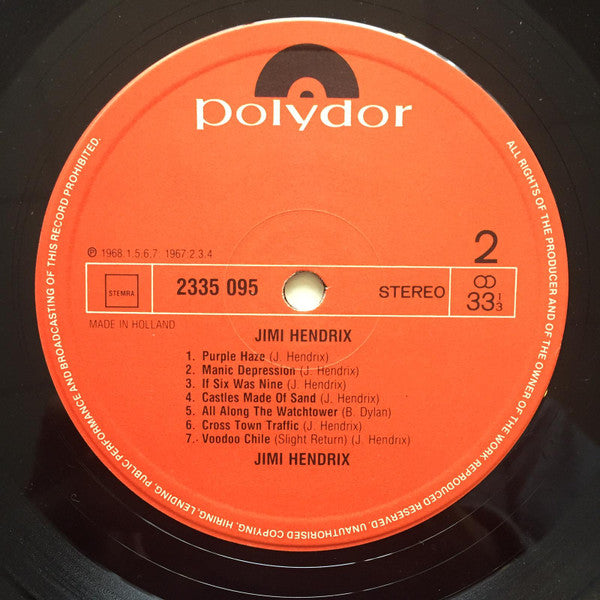 polydor
℗ 1968 1.5.6.7 1967 2.3.4
2
STEMRA
2335 095
STEREO
33 1/3
MADE IN HOLLAND
JIMI HENDRIX
1. Purple Haze (J. Hendrix)
2. Manic Depression (J. Hendrix)
3. If Six Was Nine (J. Hendrix)
4. Castles Made Of Sand (J. Hendrix)
5. All Along The Watchtower (B. Dylan)
6. Cross Town Traffic (J. Hendrix)
7. Voodoo Chile (Slight Return) (J. Hendrix)
JIMI HENDRIX
ALL RIGHTS OF THE PRODUCER AND OF THE OWNER OF THE WORK REPRODUCED RESERVED. UNAUTHORISED COPYING, HIRING, LENDING, PUBLIC PERFORMANCE AND BROADCASTING OF THIS RECORD PROHIBITED.